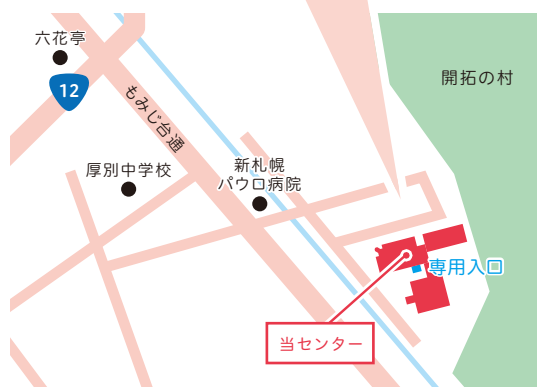 六花亭
12
開拓の村
もみじ台通
厚別中学校
新札幌
パウロ病院
専用入口
当センター